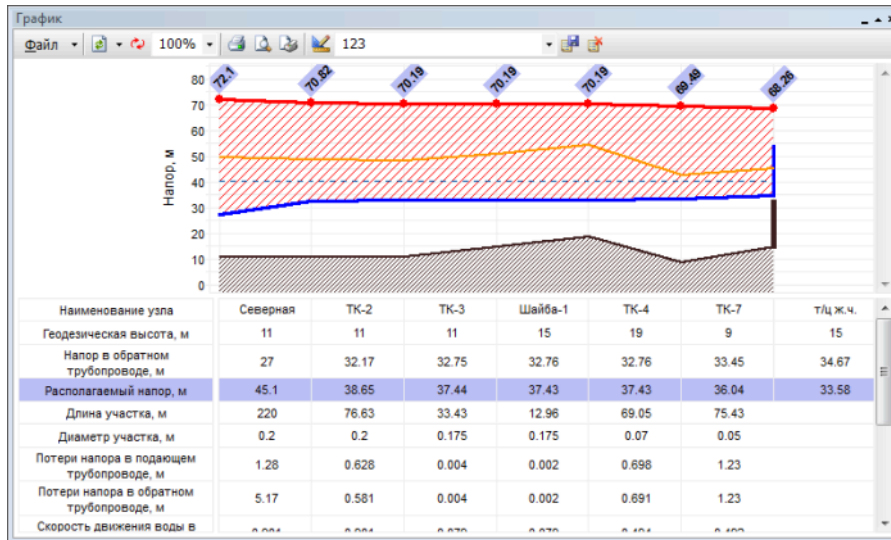 График
Файл 100% 123
72.1 70.82 70.19 70.19 70.19 69.49 68.26
Напор, м
80
70
60
50
40
30
20
10
0
Наименование узла Северная ТК-2 ТК-3 Шайба-1 ТК-4 ТК-7 т/ц ж.ч.
Геодезическая высота, м 11 11 11 15 19 9 15
Напор в обратном
трубопроводе, м 27 32.17 32.75 32.76 32.76 33.45 34.67
Располагаемый напор, м 45.1 38.65 37.44 37.43 37.43 36.04 33.58
Длина участка, м 220 76.63 33.43 12.96 69.05 75.43
Диаметр участка, м 0.2 0.2 0.175 0.175 0.07 0.05
Потери напора в подающем
трубопроводе, м 1.28 0.628 0.004 0.002 0.698 1.23
Потери напора в обратном
трубопроводе, м 5.17 0.581 0.004 0.002 0.691 1.23
Скорость движения воды в